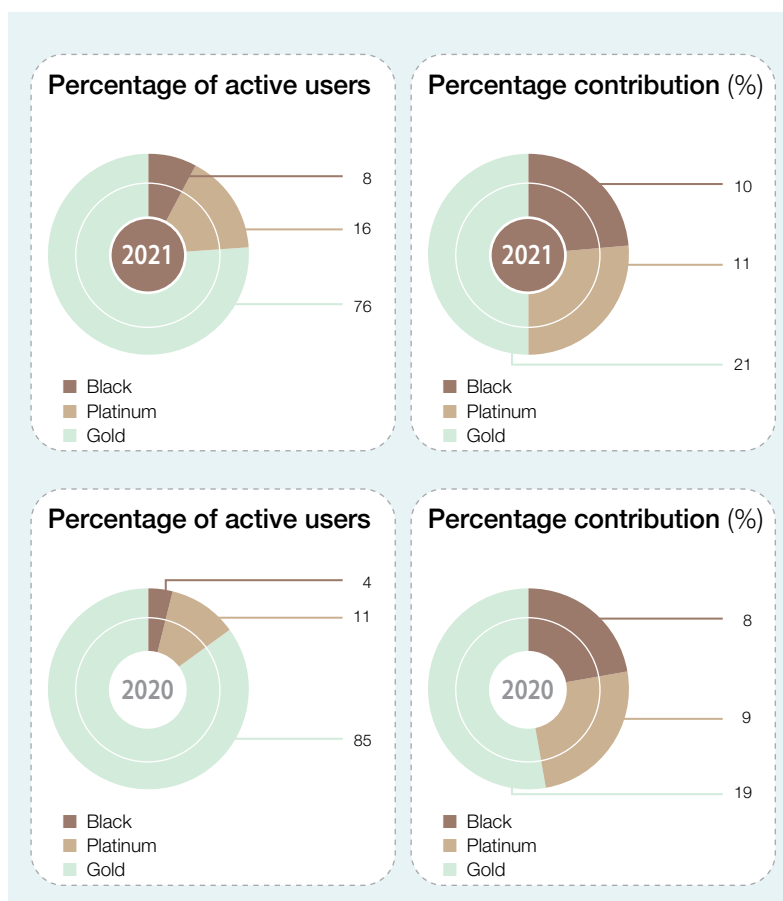 Percentage of active users
8
16
2021
76
Black
Platinum
Gold
Percentage contribution (%)
10
2021
11
21
Black
Platinum
Gold
Percentage of active users
4
11
2020
85
Black
Platinum
Gold
Percentage contribution (%)
8
2020
9
19
Black
Platinum
Gold